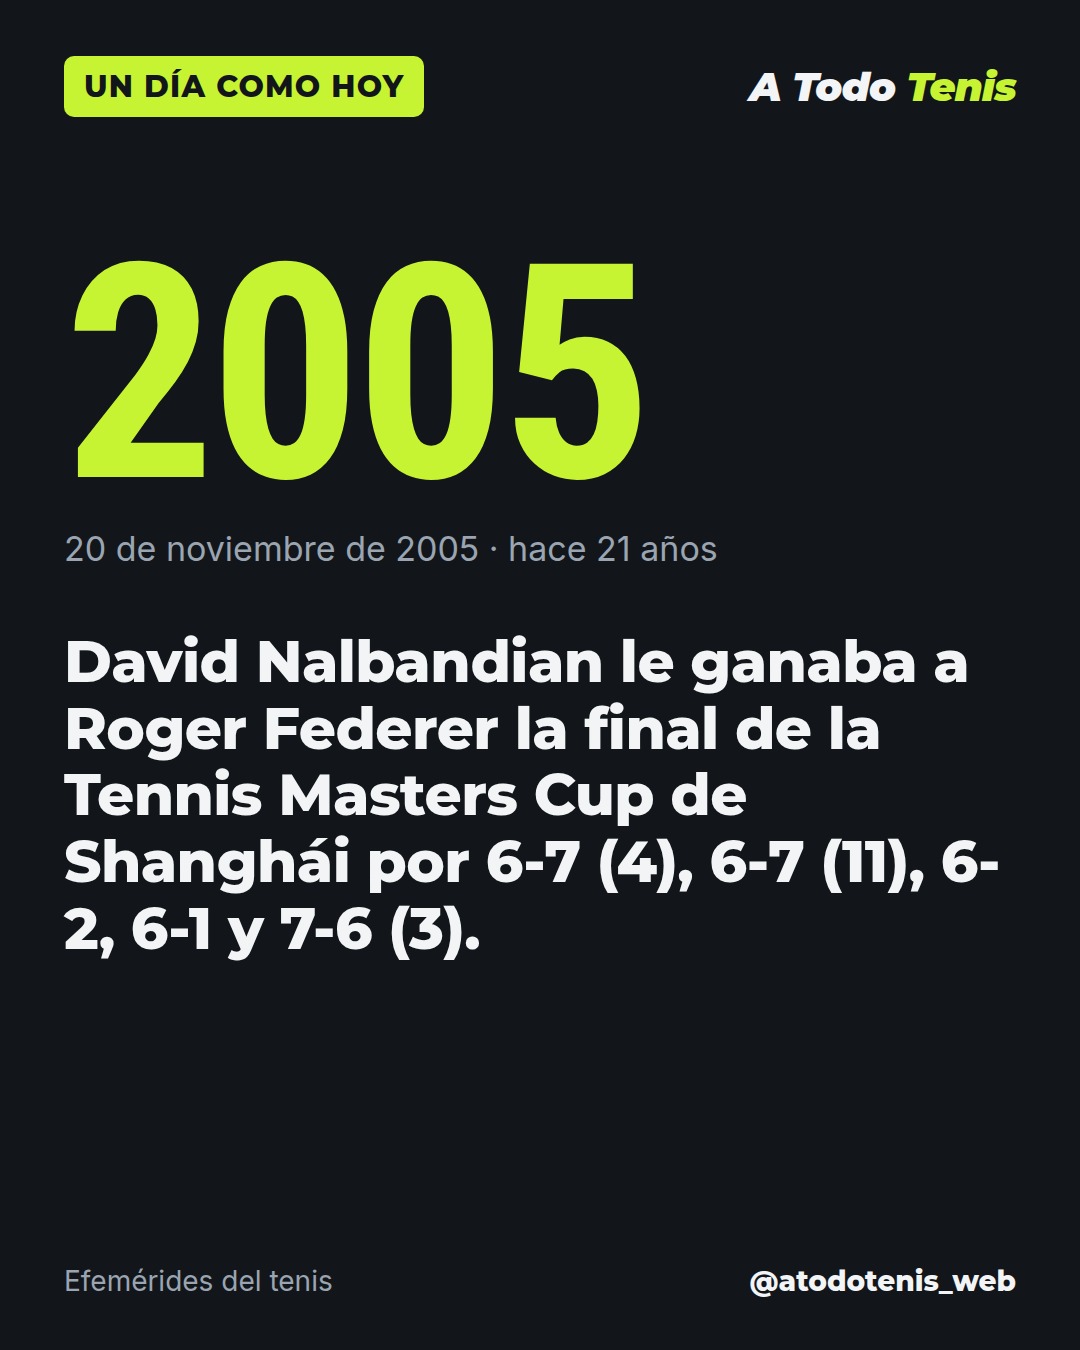 UN DÍA COMO HOY
A Todo Tenis
2005
20 de noviembre de 2005 · hace 21 años
David Nalbandian le ganaba a
Roger Federer la final de la
Tennis Masters Cup de
Shanghái por 6-7 (4), 6-7 (11), 6-
2, 6-1 y 7-6 (3).
Efemérides del tenis
@atodotenis_web